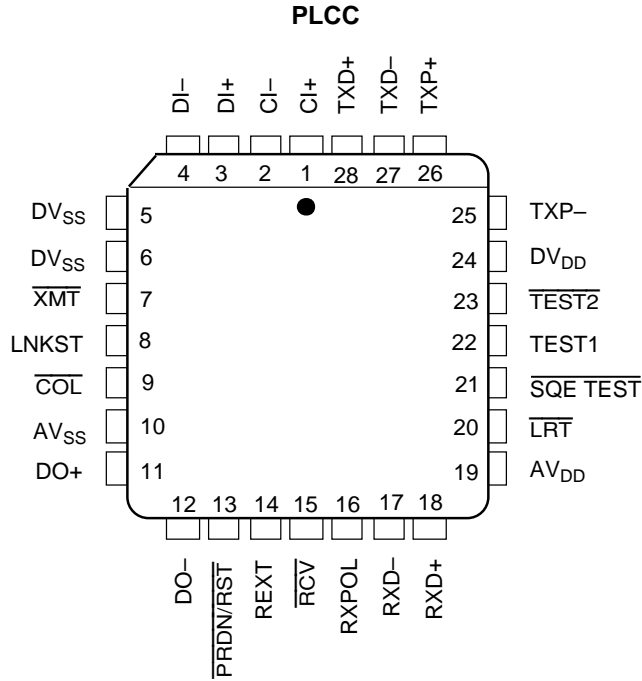 PLCC
DI–
DI+
CI–
CI+
TXD+
TXD–
TXP+
4
3
2
1
28
27
26
DVSS 5 25 TXP–
DVSS 6 24 DVDD
XMT 7 23 TEST2
LNKST 8 22 TEST1
COL 9 21 SQE TEST
AVSS 10 20 LRT
DO+ 11 19 AVDD
12
13
14
15
16
17
18
DO–
PRDN/RST
REXT
RCV
RXPOL
RXD–
RXD+